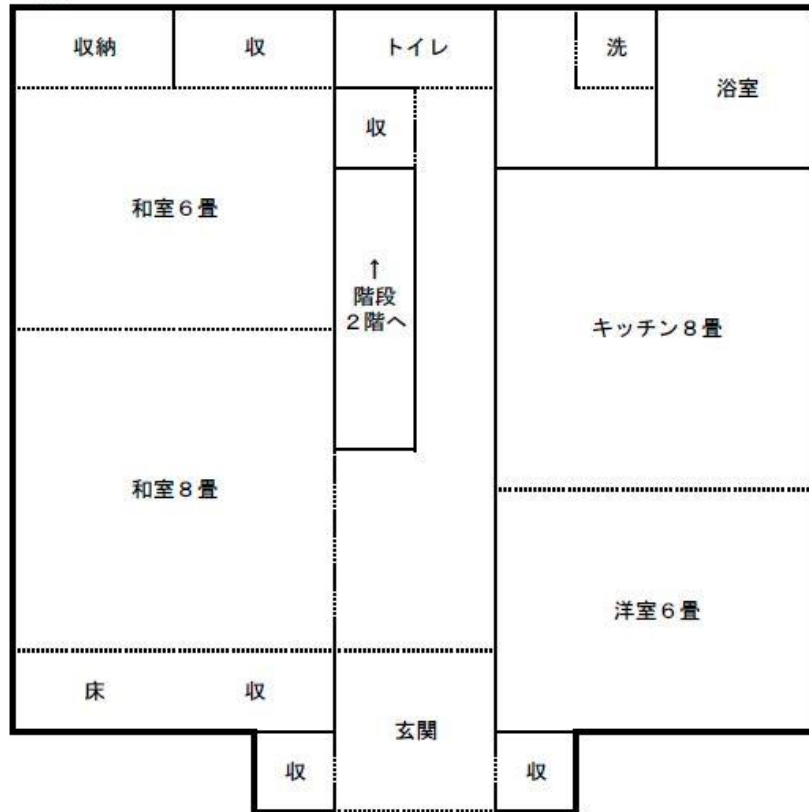 収納
収
トイレ
洗
浴室
収
和室６畳
↑
階段
２階へ
キッチン８畳
和室８畳
洋室６畳
床
収
玄関
収
収